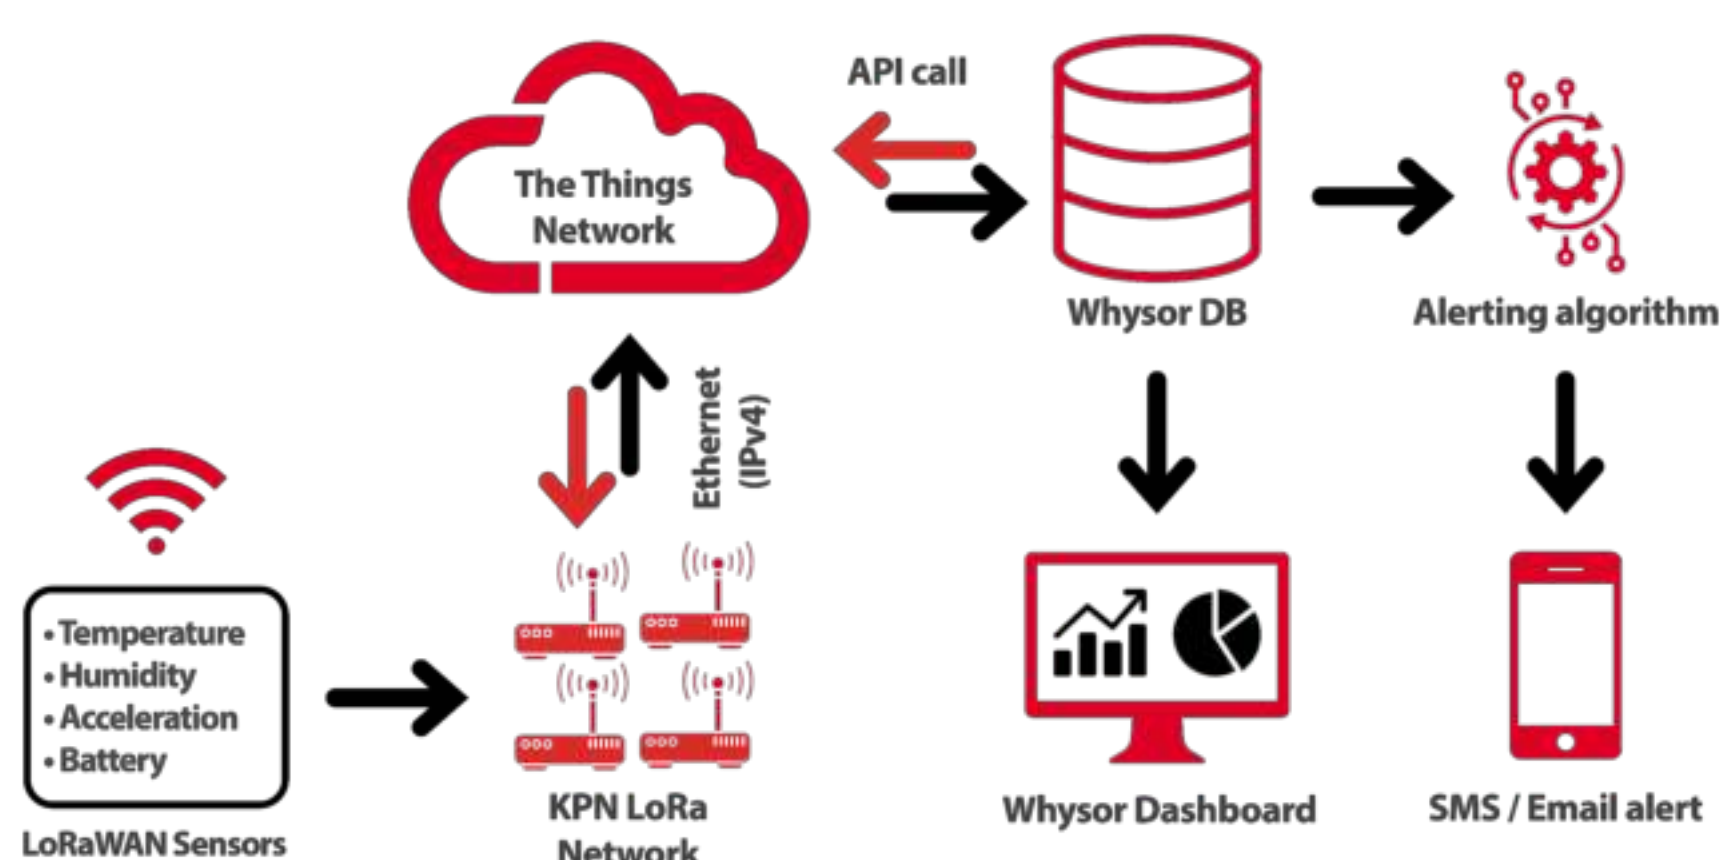 API call
The Things
Network
Whysor DB
Alerting algorithm
Ethernet
(IPv4)
• Temperature
• Humidity
• Acceleration
• Battery
LoRaWAN Sensors
KPN LoRa
Network
Whysor Dashboard
SMS / Email alert